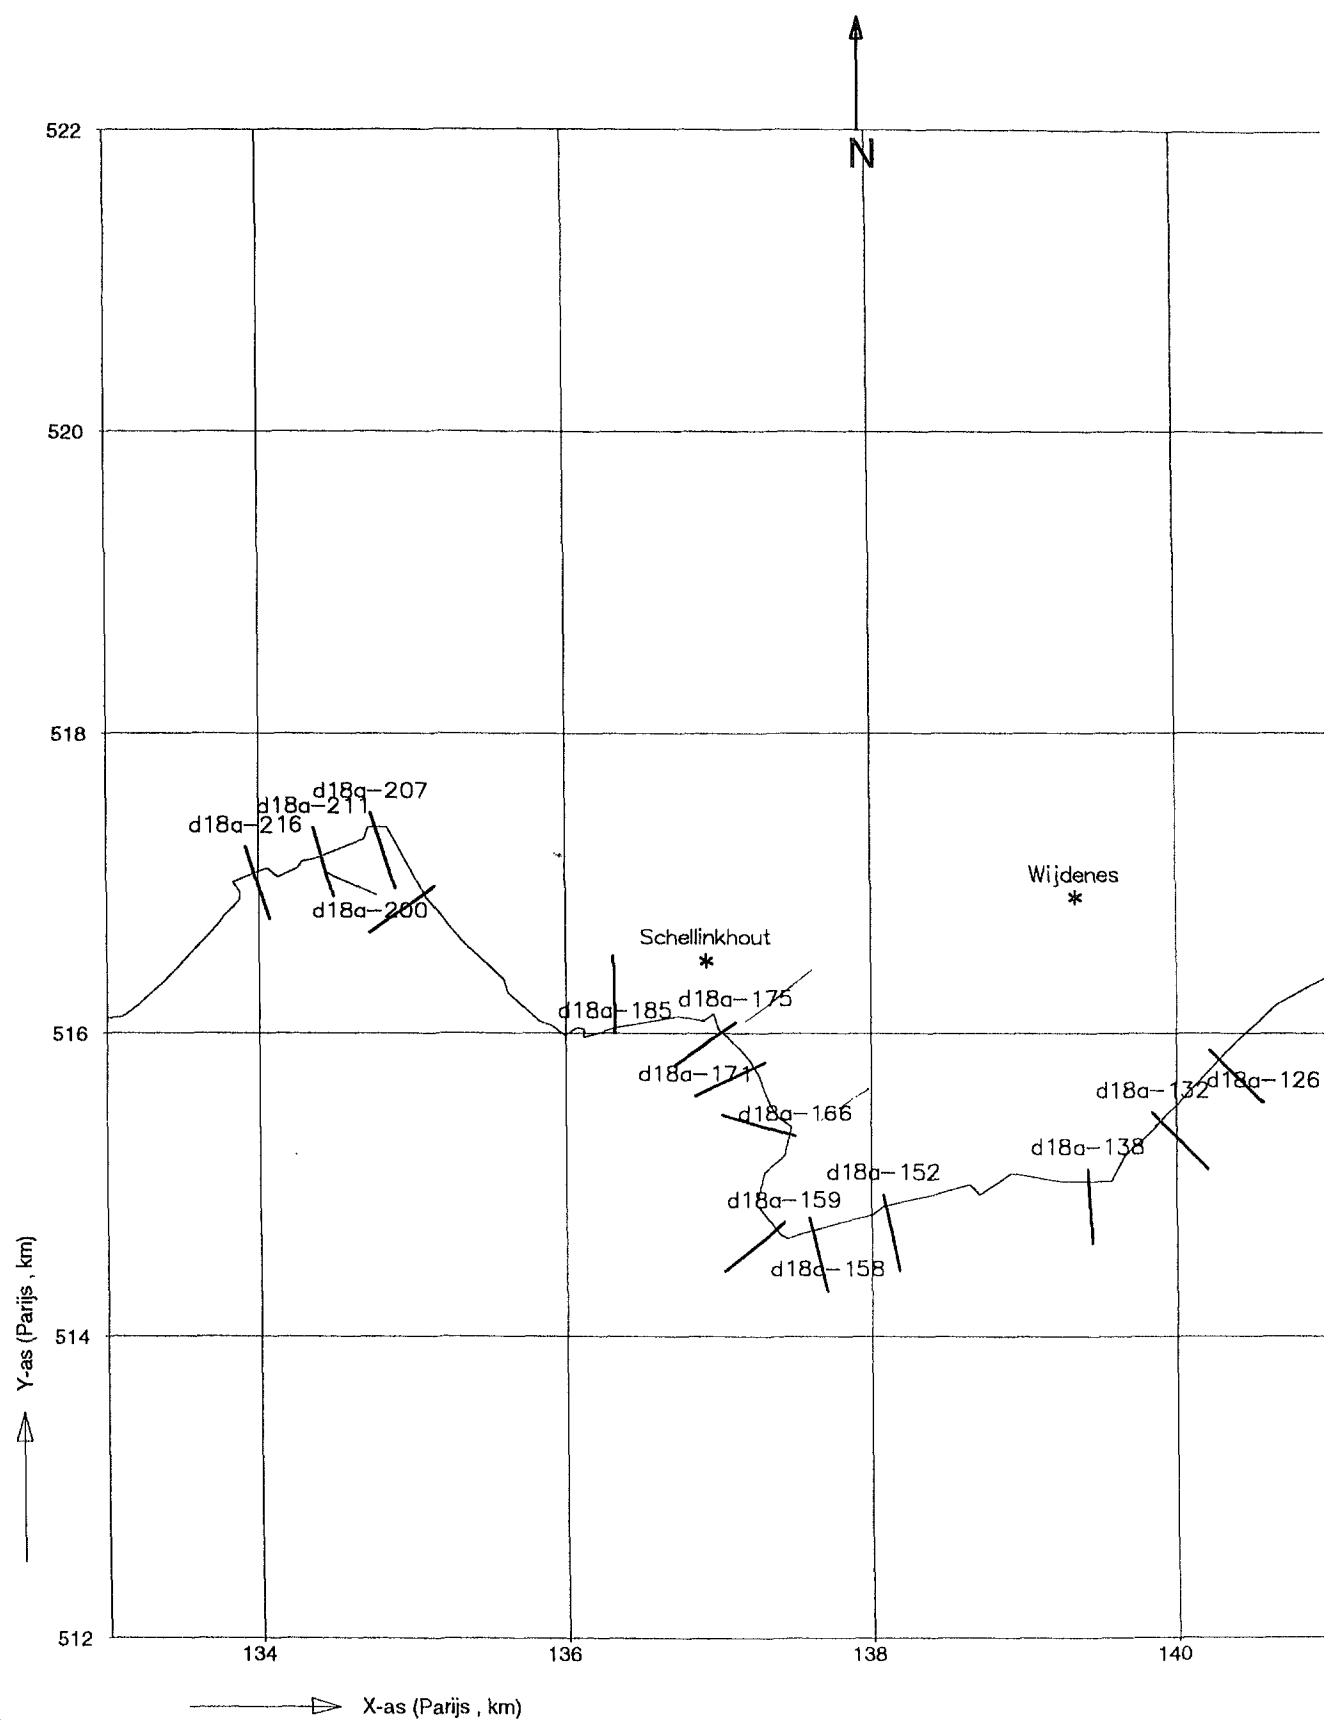 N
522
520
518
d18a-207
d18a-211
d18a-216
Wijdenes
*
d18a-200
Schellinkhout
*
d18a-175
d18a-185
516
d18a-171
d18a-126
d18a-132
d18a-166
d18a-138
d18a-152
d18a-159
d18a-158
514
Y-as (Parijs , km)
512
134
136
138
140
X-as (Parijs , km)